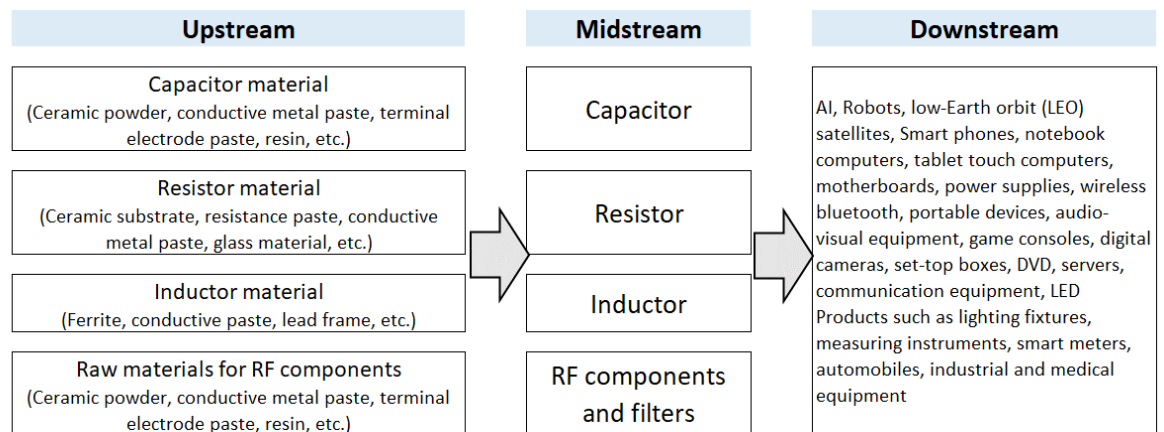 Upstream
Midstream
Downstream
Capacitor material
(Ceramic powder, conductive metal paste, terminal
electrode paste, resin, etc.)
Resistor material
(Ceramic substrate, resistance paste, conductive
metal paste, glass material, etc.)
Inductor material
(Ferrite, conductive paste, lead frame, etc.)
Raw materials for RF components
(Ceramic powder, conductive metal paste, terminal
electrode paste, resin, etc.)
Capacitor
Resistor
Inductor
RF components
and filters
AI, Robots, low-Earth orbit (LEO)
satellites, Smart phones, notebook
computers, tablet touch computers,
motherboards, power supplies, wireless
bluetooth, portable devices, audio-
visual equipment, game consoles, digital
cameras, set-top boxes, DVD, servers,
communication equipment, LED
Products such as lighting fixtures,
measuring instruments, smart meters,
automobiles, industrial and medical
equipment